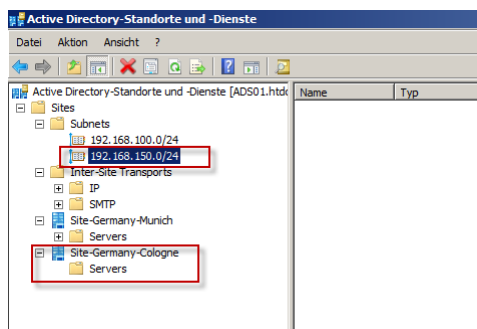 Active Directory-Standorte und -Dienste
Datei Aktion Ansicht ?
Active Directory-Standorte und -Dienste [ADS01.htdc
Name Typ
Sites
Subnets
192.168.100.0/24
192.168.150.0/24
Inter-Site Transports
IP
SMTP
Site-Germany-Munich
Servers
Site-Germany-Cologne
Servers